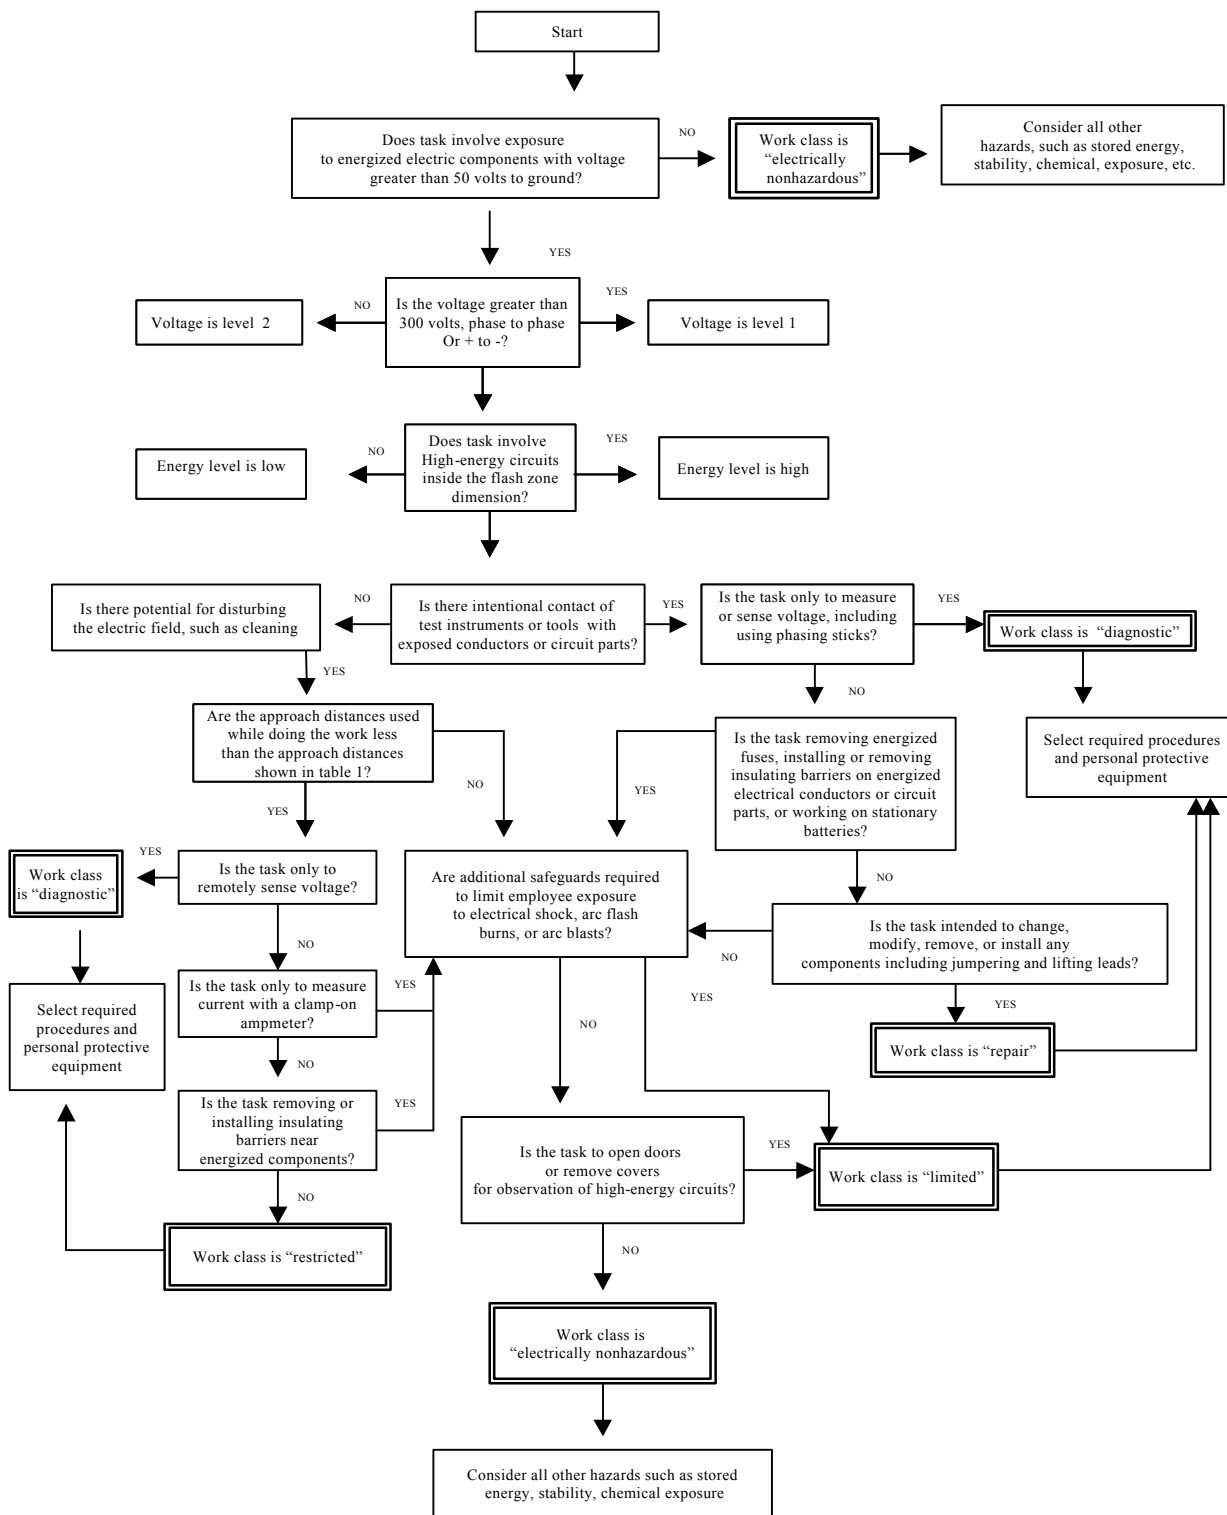 Start
Does task involve exposure
to energized electric components with voltage
greater than 50 volts to ground?
NO
Work class is
“electrically
nonhazardous”
Consider all other
hazards, such as stored energy,
stability, chemical, exposure, etc.
YES
Voltage is level 2
NO
Is the voltage greater than
300 volts, phase to phase
Or + to -?
YES
Voltage is level 1
Energy level is low
NO
Does task involve
High-energy circuits
inside the flash zone
dimension?
YES
Energy level is high
Is there potential for disturbing
the electric field, such as cleaning
NO
Is there intentional contact of
test instruments or tools with
exposed conductors or circuit parts?
YES
Is the task only to measure
or sense voltage, including
using phasing sticks?
YES
Work class is “diagnostic”
YES
NO
Are the approach distances used
while doing the work less
than the approach distances
shown in table 1?
NO
YES
Is the task removing energized
fuses, installing or removing
insulating barriers on energized
electrical conductors or circuit
parts, or working on stationary
batteries?
Select required procedures
and personal protective
equipment
YES
NO
Work class
is “diagnostic”
YES
Is the task only to
remotely sense voltage?
Are additional safeguards required
to limit employee exposure
to electrical shock, arc flash
burns, or arc blasts?
NO
Is the task intended to change,
modify, remove, or install any
components including jumpering and lifting leads?
NO
Select required
procedures and
personal protective
equipment
Is the task only to measure
current with a clamp-on
ampmeter?
YES
NO
YES
YES
Work class is “repair”
NO
Is the task removing or
installing insulating
barriers near
energized components?
YES
Is the task to open doors
or remove covers
for observation of high-energy circuits?
YES
Work class is “limited”
NO
Work class is “restricted”
NO
Work class is
“electrically nonhazardous”
Consider all other hazards such as stored
energy, stability, chemical exposure